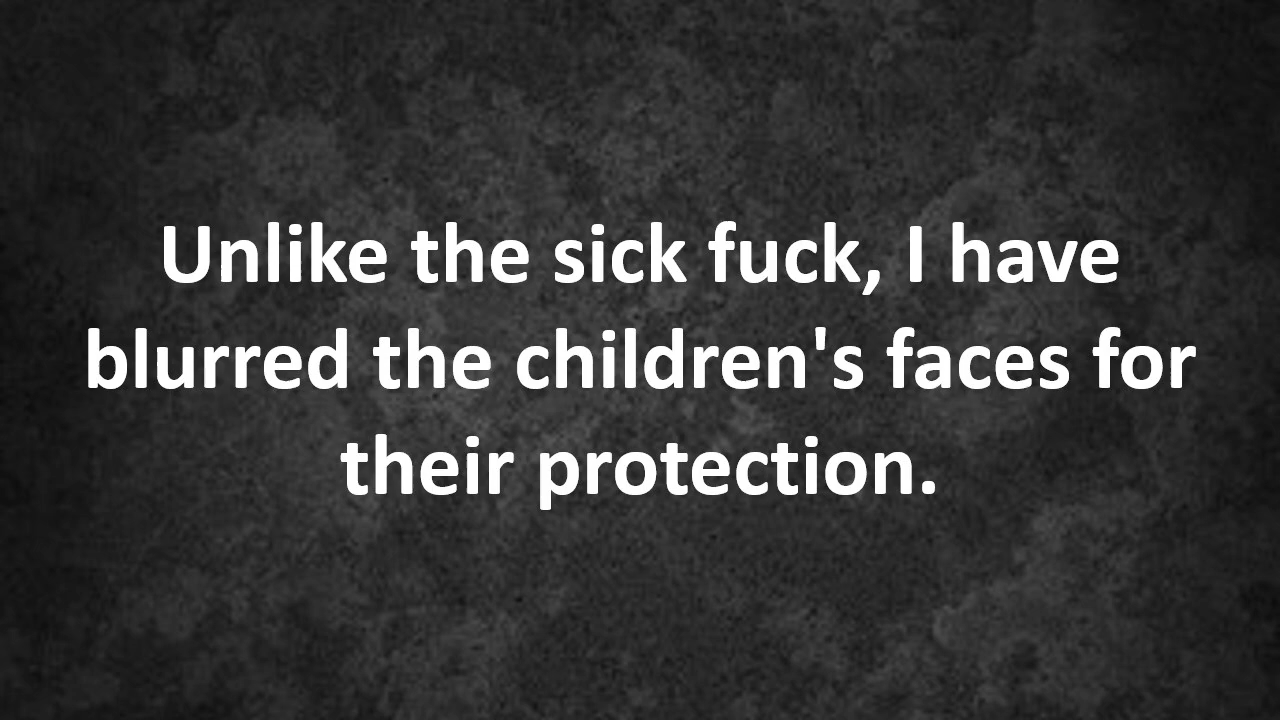 Unlike the sick fuck, I have
blurred the children's faces for
their protection.